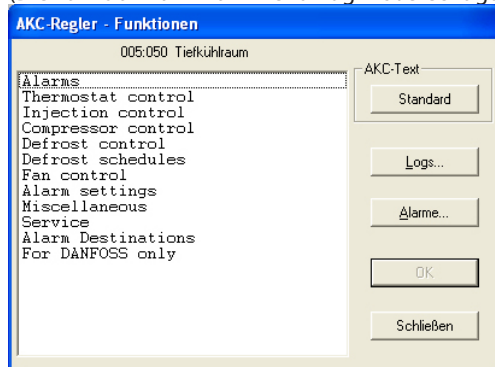 AKC-Regler - Funktionen
005:050 Tiefkühlraum
Alarms
Thermostat control
Injection control
Compressor control
Defrost control
Defrost schedules
Fan control
Alarm settings
Miscellaneous
Service
Alarm Destinations
For DANFOSS only
AKC-Text
Standard
Logs...
Alarme...
OK
Schließen